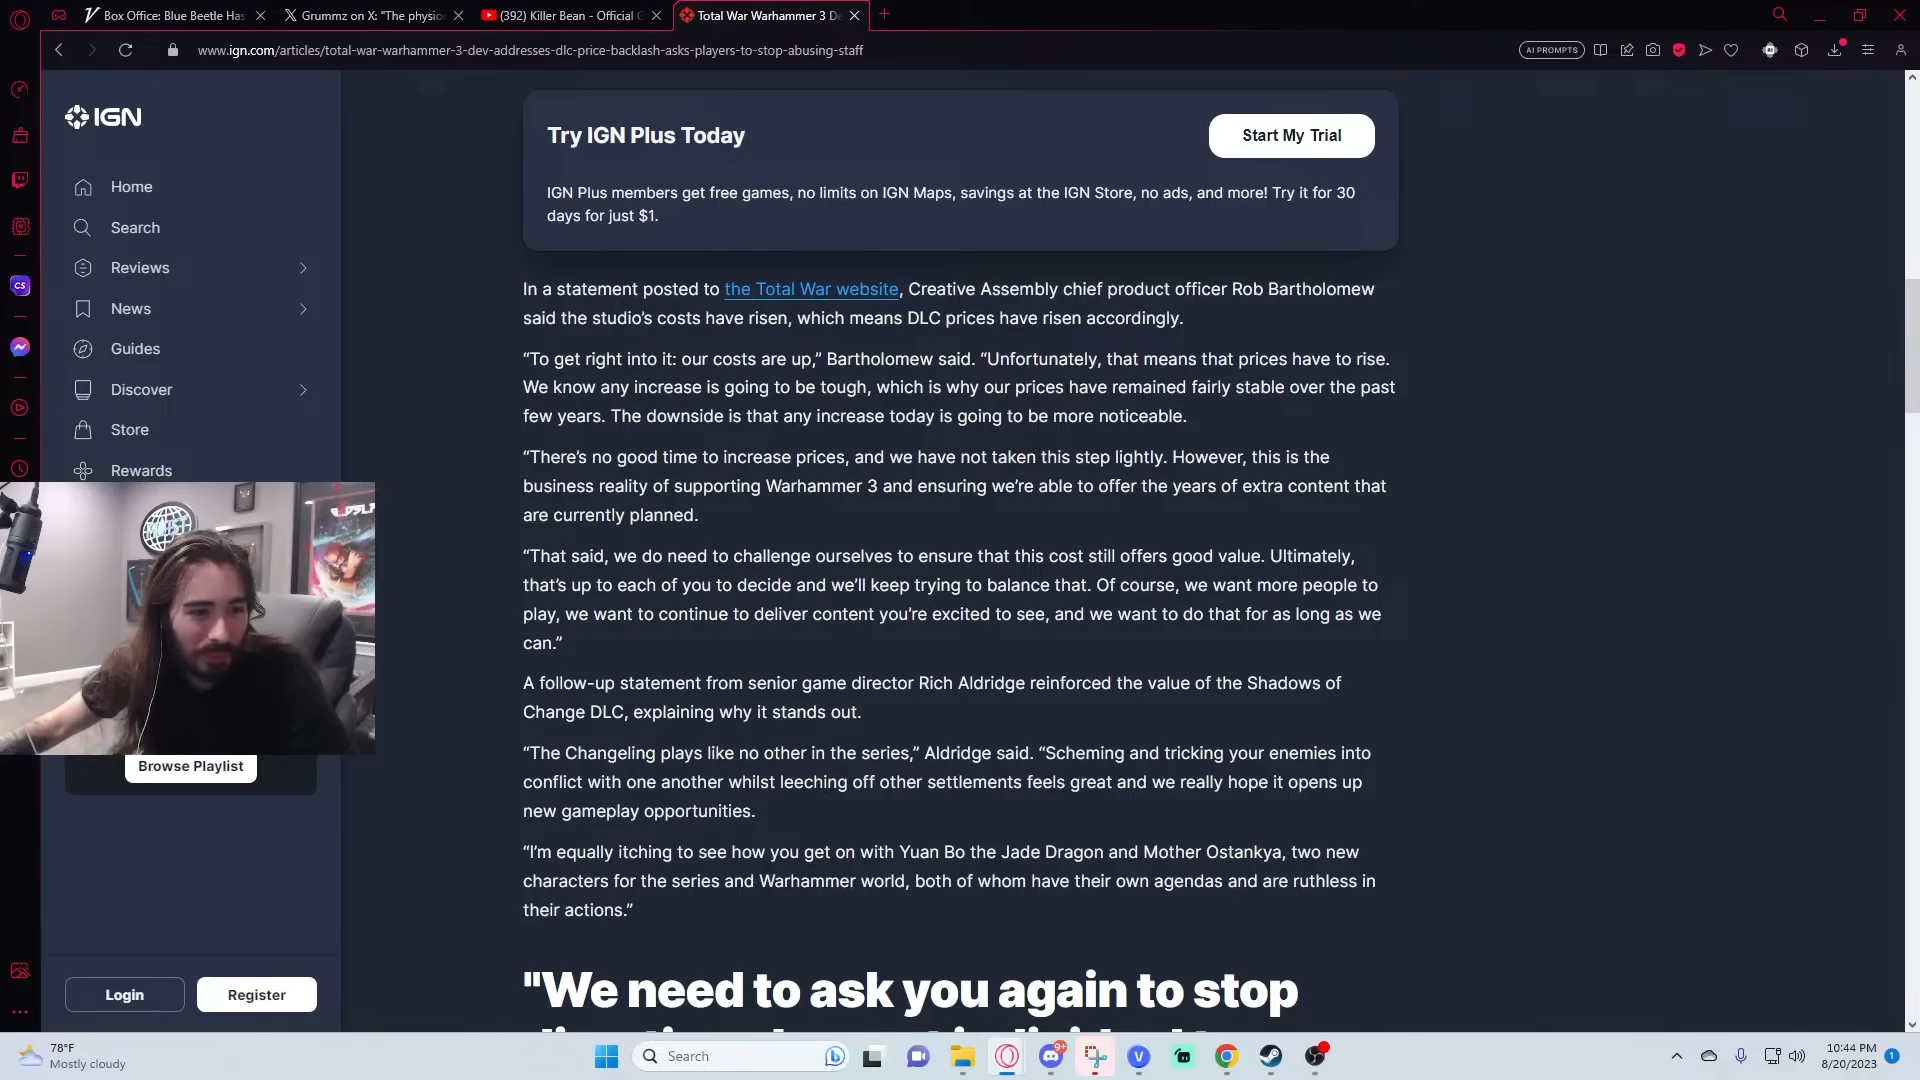 Box Office: Blue Beetle Has
Grummz on X: "The physio
(392) Killer Bean - Official G
Total War Warhammer 3 De
www.ign.com/articles/total-war-warhammer-3-dev-addresses-dlc-price-backlash-asks-players-to-stop-abusing-staff
AI PROMPTS
IGN
Home
Search
Reviews
News
Guides
Discover
Store
Rewards
Browse Playlist
Login
Register
Try IGN Plus Today
Start My Trial
IGN Plus members get free games, no limits on IGN Maps, savings at the IGN Store, no ads, and more! Try it for 30
days for just $1.
In a statement posted to the Total War website, Creative Assembly chief product officer Rob Bartholomew
said the studio’s costs have risen, which means DLC prices have risen accordingly.
“To get right into it: our costs are up,” Bartholomew said. “Unfortunately, that means that prices have to rise.
We know any increase is going to be tough, which is why our prices have remained fairly stable over the past
few years. The downside is that any increase today is going to be more noticeable.
“There’s no good time to increase prices, and we have not taken this step lightly. However, this is the
business reality of supporting Warhammer 3 and ensuring we’re able to offer the years of extra content that
are currently planned.
“That said, we do need to challenge ourselves to ensure that this cost still offers good value. Ultimately,
that’s up to each of you to decide and we’ll keep trying to balance that. Of course, we want more people to
play, we want to continue to deliver content you’re excited to see, and we want to do that for as long as we
can.”
A follow-up statement from senior game director Rich Aldridge reinforced the value of the Shadows of
Change DLC, explaining why it stands out.
“The Changeling plays like no other in the series,” Aldridge said. “Scheming and tricking your enemies into
conflict with one another whilst leeching off other settlements feels great and we really hope it opens up
new gameplay opportunities.
“I’m equally itching to see how you get on with Yuan Bo the Jade Dragon and Mother Ostankya, two new
characters for the series and Warhammer world, both of whom have their own agendas and are ruthless in
their actions.”
"We need to ask you again to stop
78°F
Mostly cloudy
Search
9+
10:44 PM
8/20/2023
1